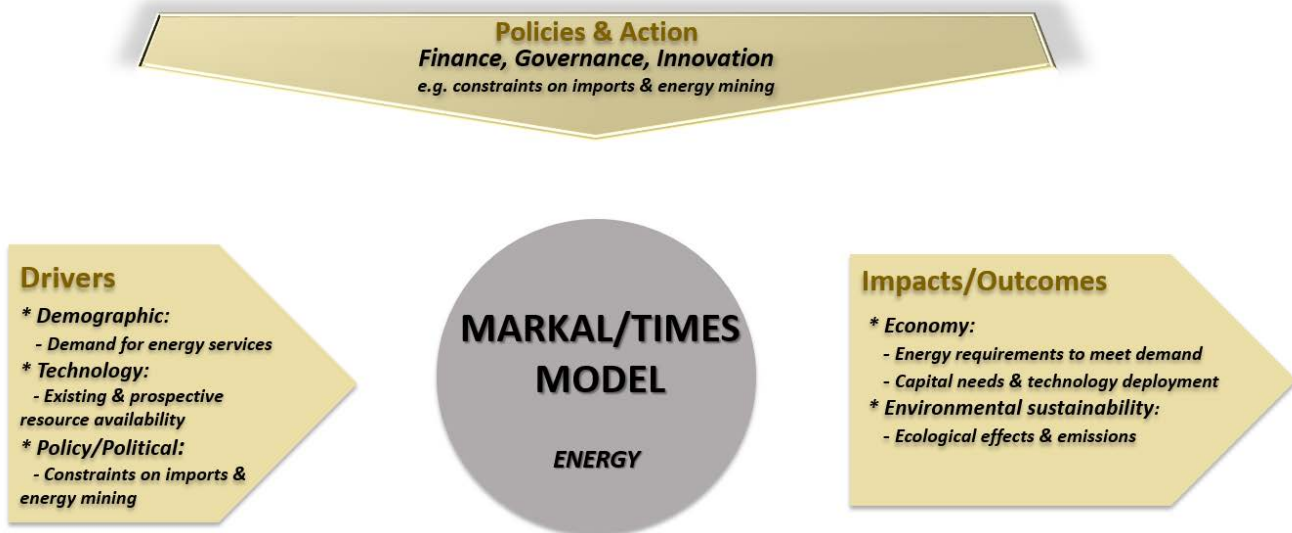 Policies & Action
Finance, Governance, Innovation
e.g. constraints on imports & energy mining
Drivers
* Demographic:
- Demand for energy services
* Technology:
- Existing & prospective
resource availability
* Policy/Political:
- Constraints on imports &
energy mining
MARKAL/TIMES
MODEL
ENERGY
Impacts/Outcomes
* Economy:
- Energy requirements to meet demand
- Capital needs & technology deployment
* Environmental sustainability:
- Ecological effects & emissions